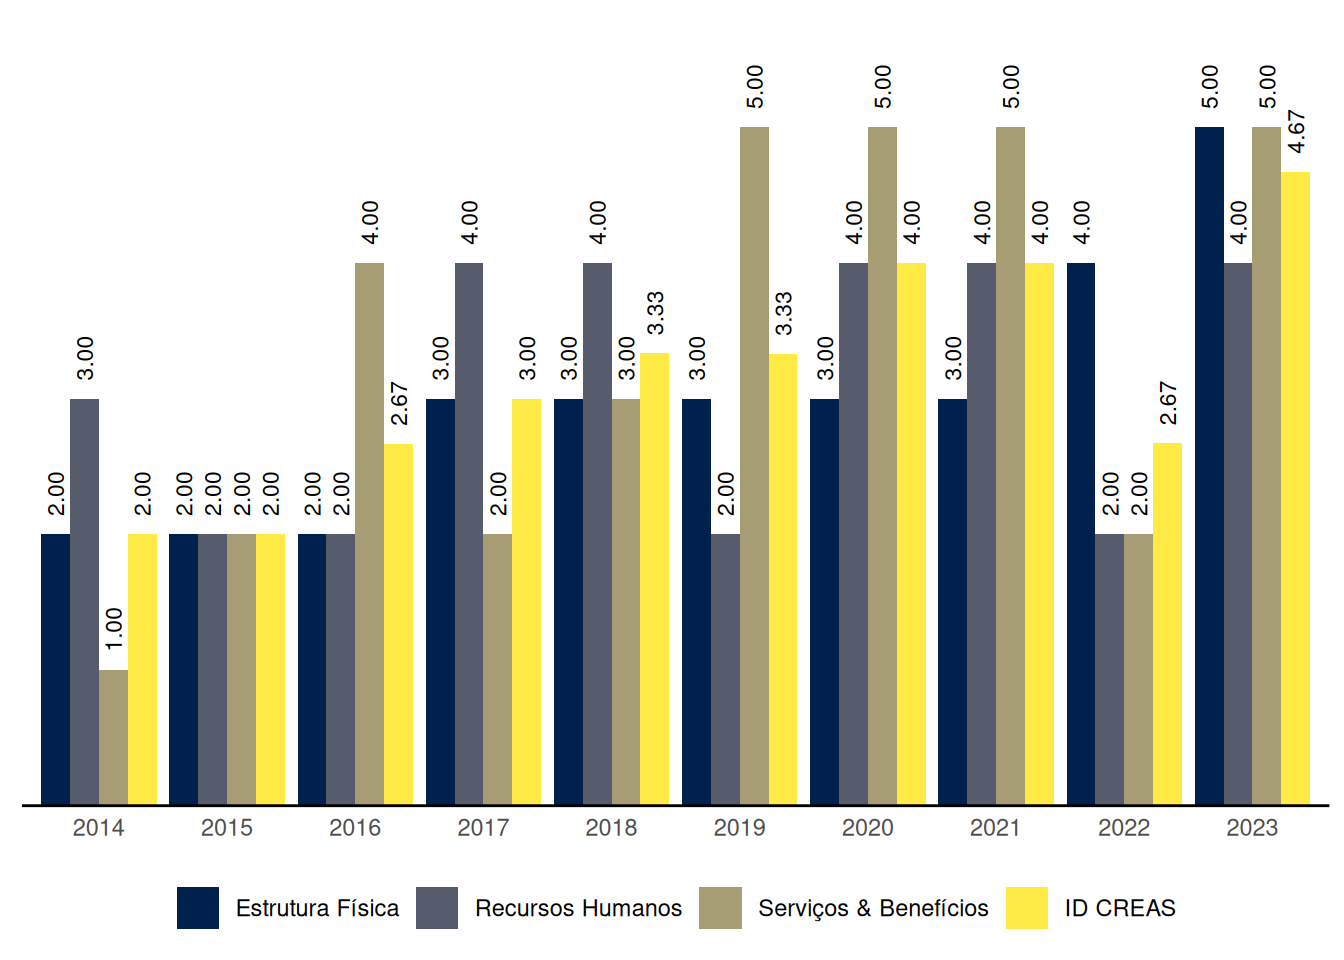 2.00 3.00 1.00 2.00
2.00 2.00 2.00 2.00
2.00 2.00 4.00 2.67
3.00 4.00 2.00 3.00
3.00 4.00 3.00 3.33
3.00 2.00 5.00 3.33
3.00 4.00 5.00 4.00
3.00 4.00 5.00 4.00
4.00 2.00 2.00 2.67
5.00 4.00 5.00 4.67
2014 2015 2016 2017 2018 2019 2020 2021 2022 2023
Estrutura Física Recursos Humanos Serviços & Benefícios ID CREAS